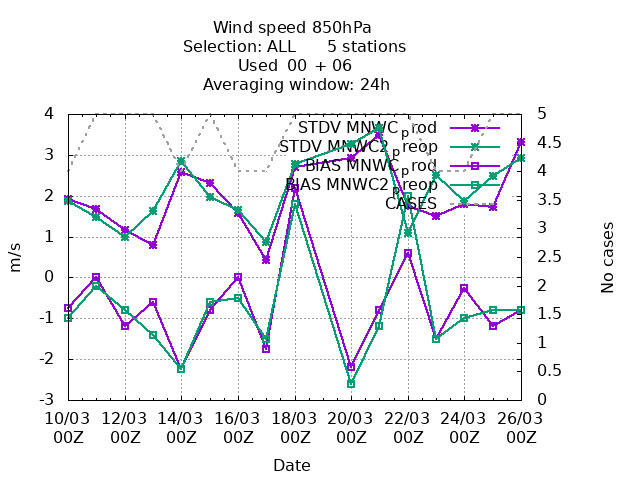 Wind speed 850hPa
Selection: ALL      5 stations
Used  00 + 06
Averaging window: 24h
4
3
2
1
0
-1
-2
-3
m/s
5
4.5
4
3.5
3
2.5
2
1.5
1
0.5
0
No cases
STDV MNWC_prod
STDV MNWC2_preop
BIAS MNWC_prod
BIAS MNWC2_preop
CASES
10/03 12/03 14/03 16/03 18/03 20/03 22/03 24/03 26/03
00Z 00Z 00Z 00Z 00Z 00Z 00Z 00Z 00Z
Date